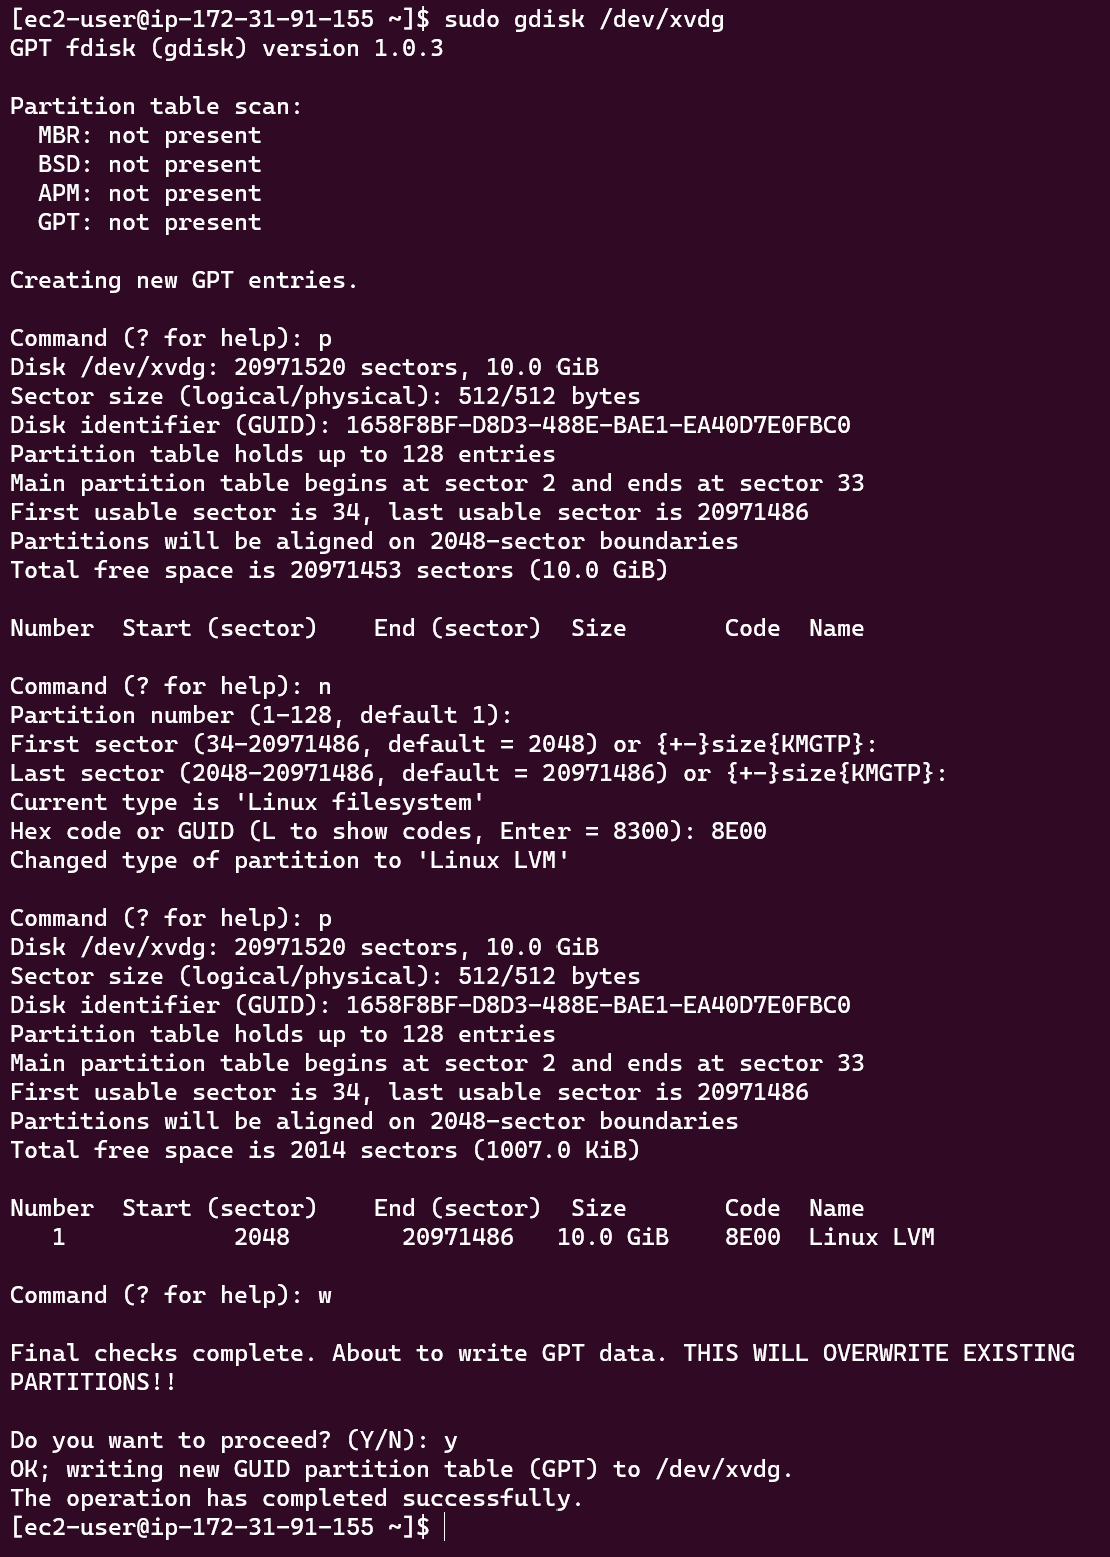 [ec2-user@ip-172-31-91-155 ~]$ sudo gdisk /dev/xvdg
GPT fdisk (gdisk) version 1.0.3
Partition table scan:
MBR: not present
BSD: not present
APM: not present
GPT: not present
Creating new GPT entries.
Command (? for help): p
Disk /dev/xvdg: 20971520 sectors, 10.0 GiB
Sector size (logical/physical): 512/512 bytes
Disk identifier (GUID): 1658F8BF-D8D3-488E-BAE1-EA40D7E0FBC0
Partition table holds up to 128 entries
Main partition table begins at sector 2 and ends at sector 33
First usable sector is 34, last usable sector is 20971486
Partitions will be aligned on 2048-sector boundaries
Total free space is 20971453 sectors (10.0 GiB)
Number  Start (sector)    End (sector)  Size       Code  Name
Command (? for help): n
Partition number (1-128, default 1):
First sector (34-20971486, default = 2048) or {+-}size{KMGTP}:
Last sector (2048-20971486, default = 20971486) or {+-}size{KMGTP}:
Current type is 'Linux filesystem'
Hex code or GUID (L to show codes, Enter = 8300): 8E00
Changed type of partition to 'Linux LVM'
Command (? for help): p
Disk /dev/xvdg: 20971520 sectors, 10.0 GiB
Sector size (logical/physical): 512/512 bytes
Disk identifier (GUID): 1658F8BF-D8D3-488E-BAE1-EA40D7E0FBC0
Partition table holds up to 128 entries
Main partition table begins at sector 2 and ends at sector 33
First usable sector is 34, last usable sector is 20971486
Partitions will be aligned on 2048-sector boundaries
Total free space is 2014 sectors (1007.0 KiB)
Number  Start (sector)    End (sector)  Size       Code  Name
1            2048        20971486   10.0 GiB    8E00  Linux LVM
Command (? for help): w
Final checks complete. About to write GPT data. THIS WILL OVERWRITE EXISTING
PARTITIONS!!
Do you want to proceed? (Y/N): y
OK; writing new GUID partition table (GPT) to /dev/xvdg.
The operation has completed successfully.
[ec2-user@ip-172-31-91-155 ~]$